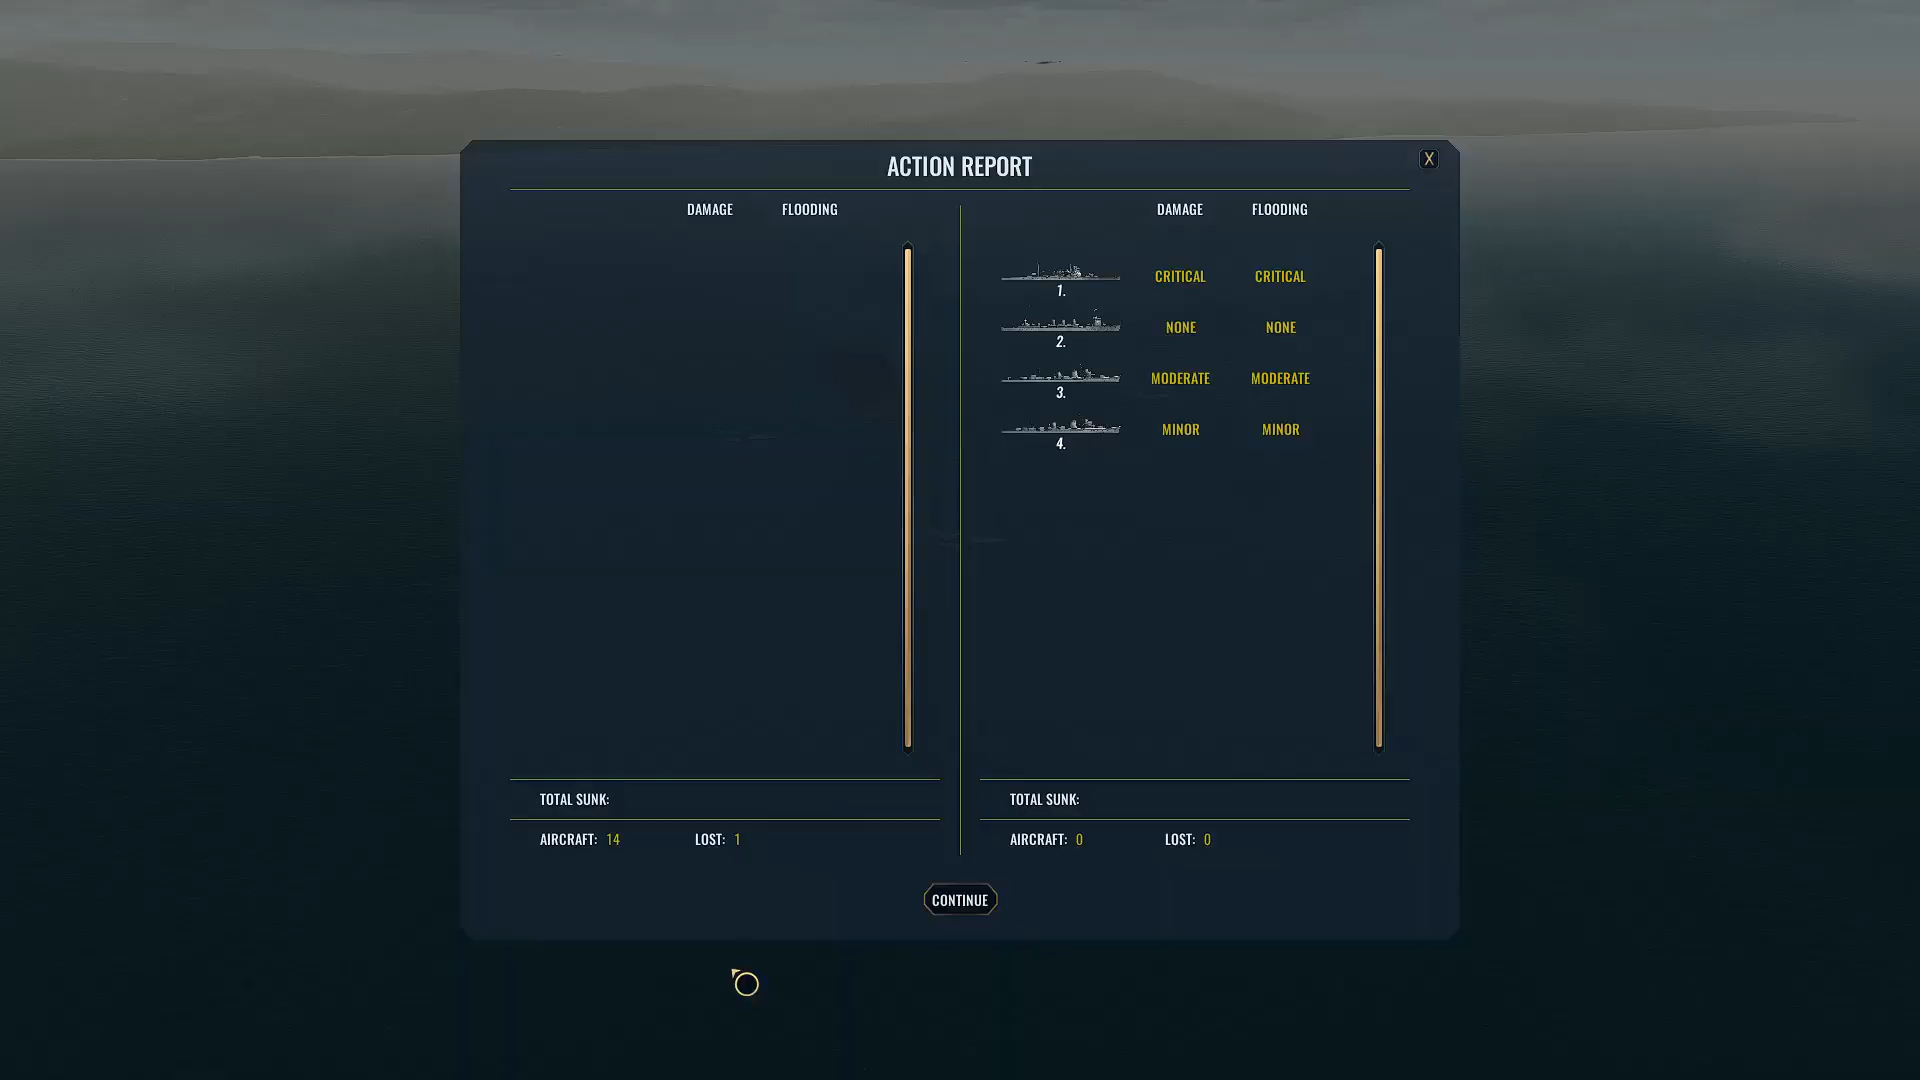 ACTION REPORT
X
DAMAGE FLOODING
DAMAGE FLOODING
1. CRITICAL CRITICAL
2. NONE NONE
3. MODERATE MODERATE
4. MINOR MINOR
TOTAL SUNK:
AIRCRAFT: 14 LOST: 1
TOTAL SUNK:
AIRCRAFT: 0 LOST: 0
CONTINUE